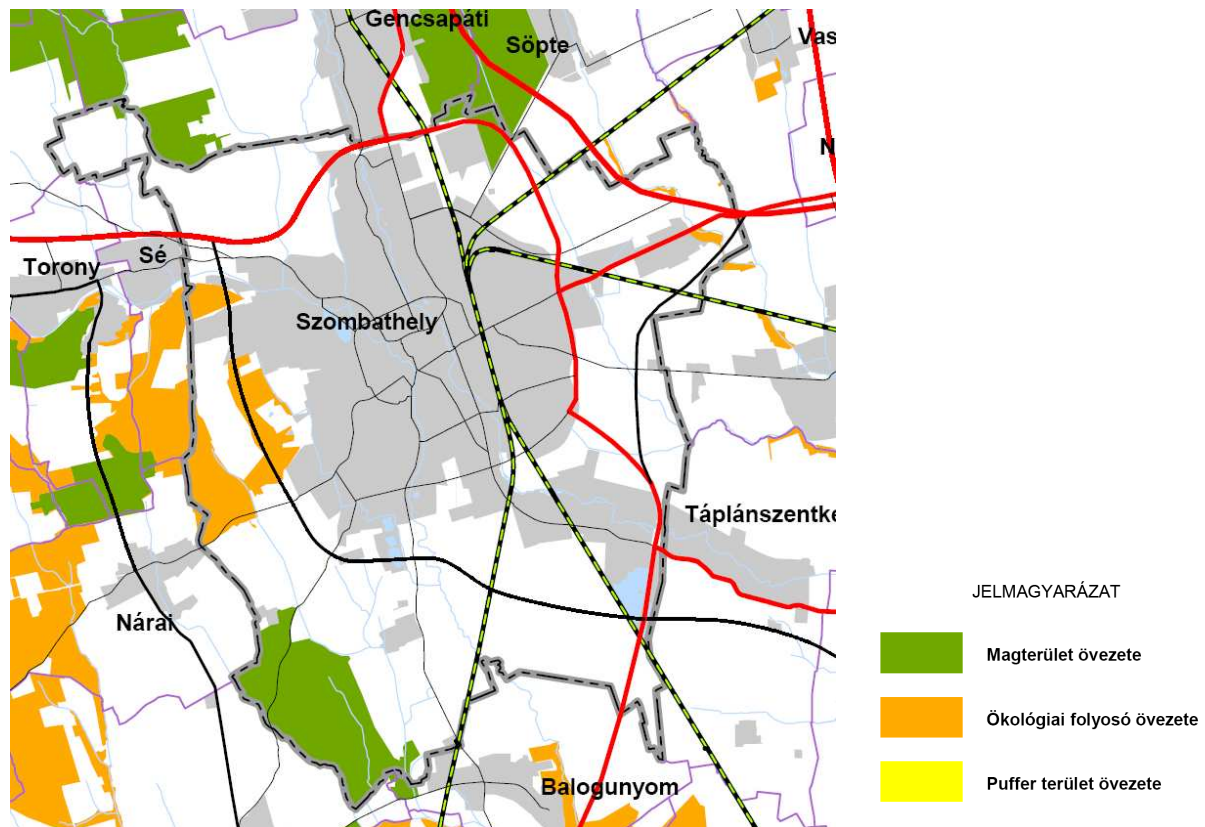 Gencsapáti
Söpte
Vas
N
Sé
Torony
Szombathely
Táplánszentke
Nárai
Balogunyom
JELMAGYARÁZAT
Magterület övezete
Ökológiai folyosó övezete
Puffer terület övezete